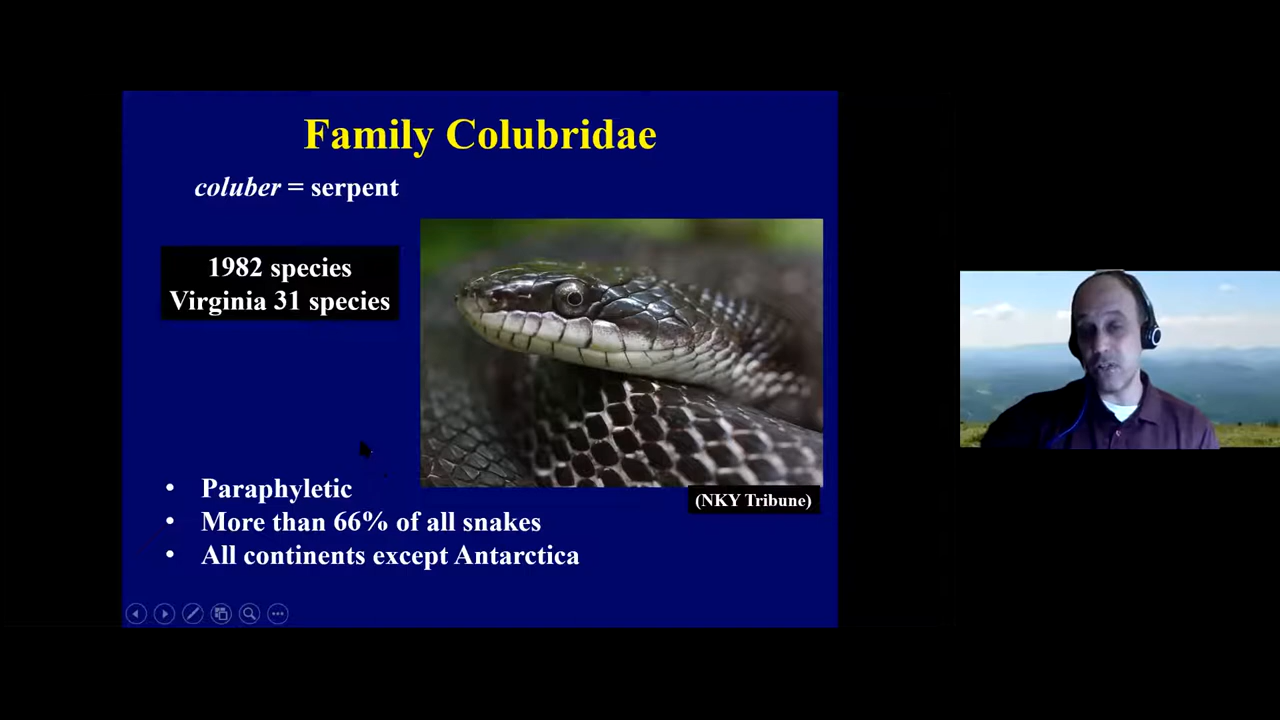 Family Colubridae
coluber = serpent
1982 species
Virginia 31 species
(NKY Tribune)
• Paraphyletic
• More than 66% of all snakes
• All continents except Antarctica